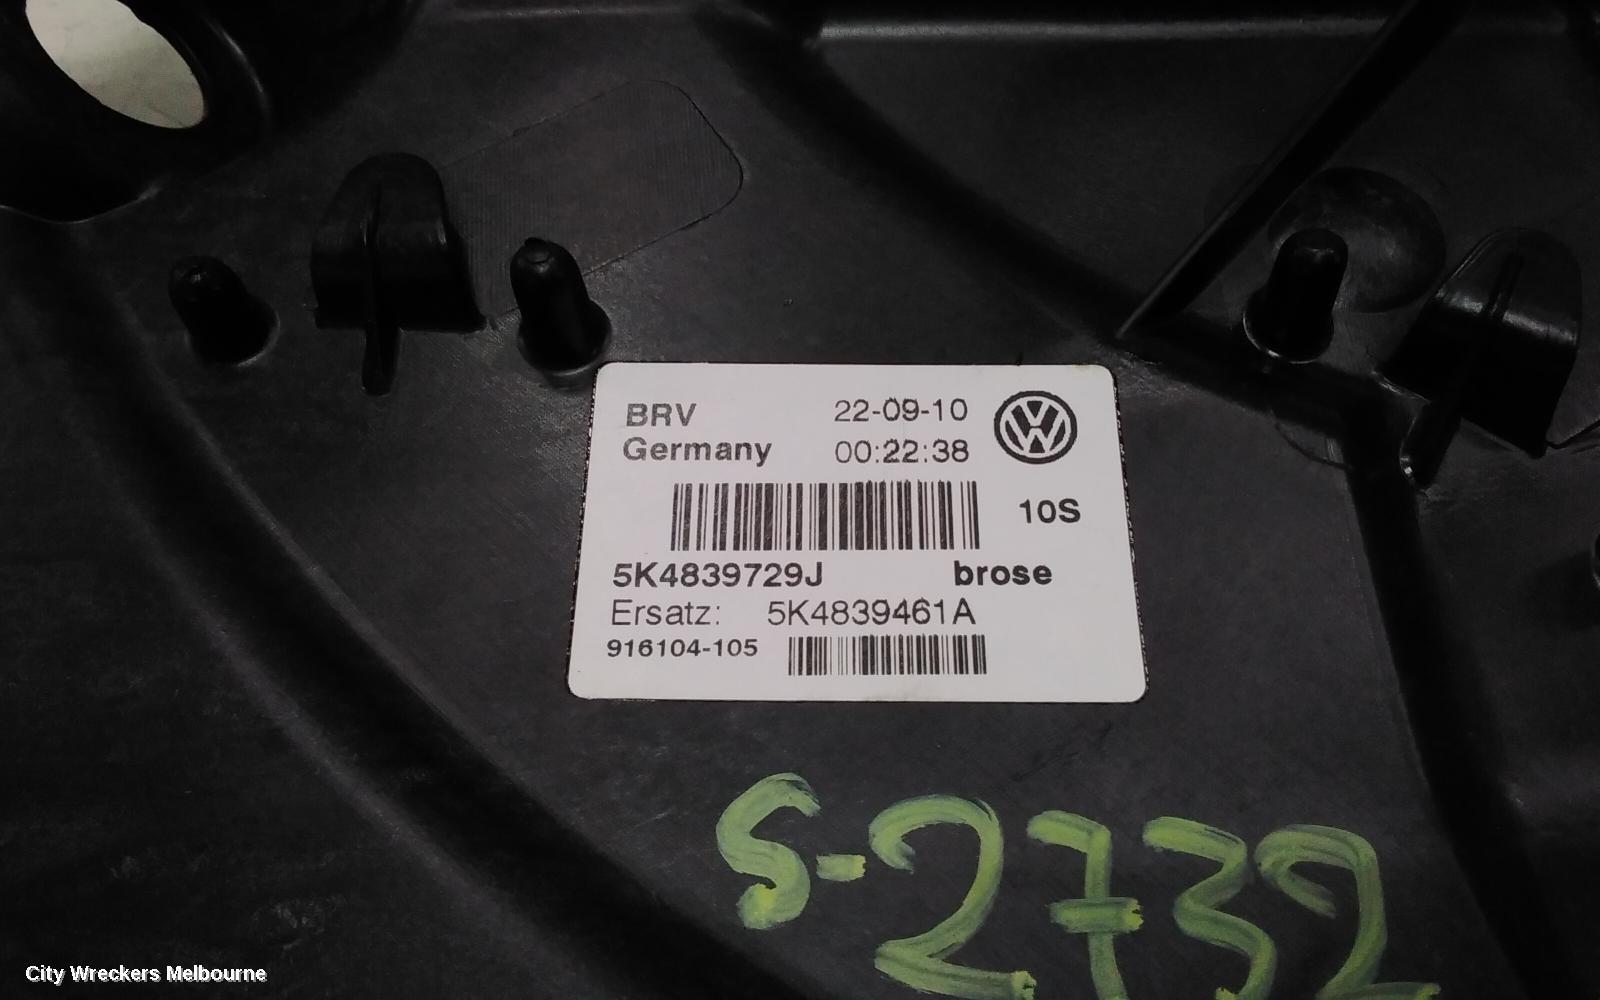 BRV 22-09-10
Germany 00:22:38
10S
5K4839729J brose
Ersatz: 5K4839461A
916104-105
S-2732
City Wreckers Melbourne